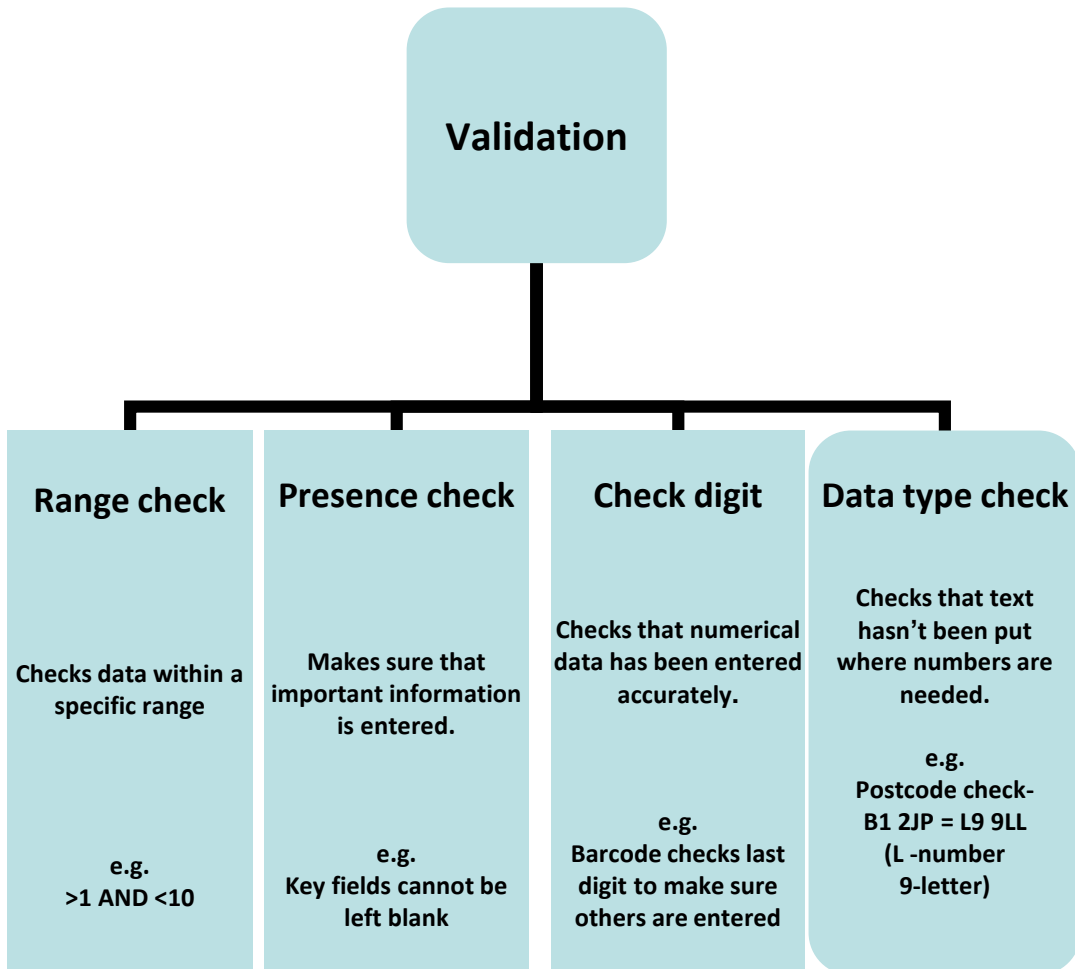 Validation
Range check
Checks data within a
specific range
e.g.
>1 AND <10
Presence check
Makes sure that
important information
is entered.
e.g.
Key fields cannot be
left blank
Check digit
Checks that numerical
data has been entered
accurately.
e.g.
Barcode checks last
digit to make sure
others are entered
Data type check
Checks that text
hasn’t been put
where numbers are
needed.
e.g.
Postcode check-
B1 2JP = L9 9LL
(L -number
9-letter)